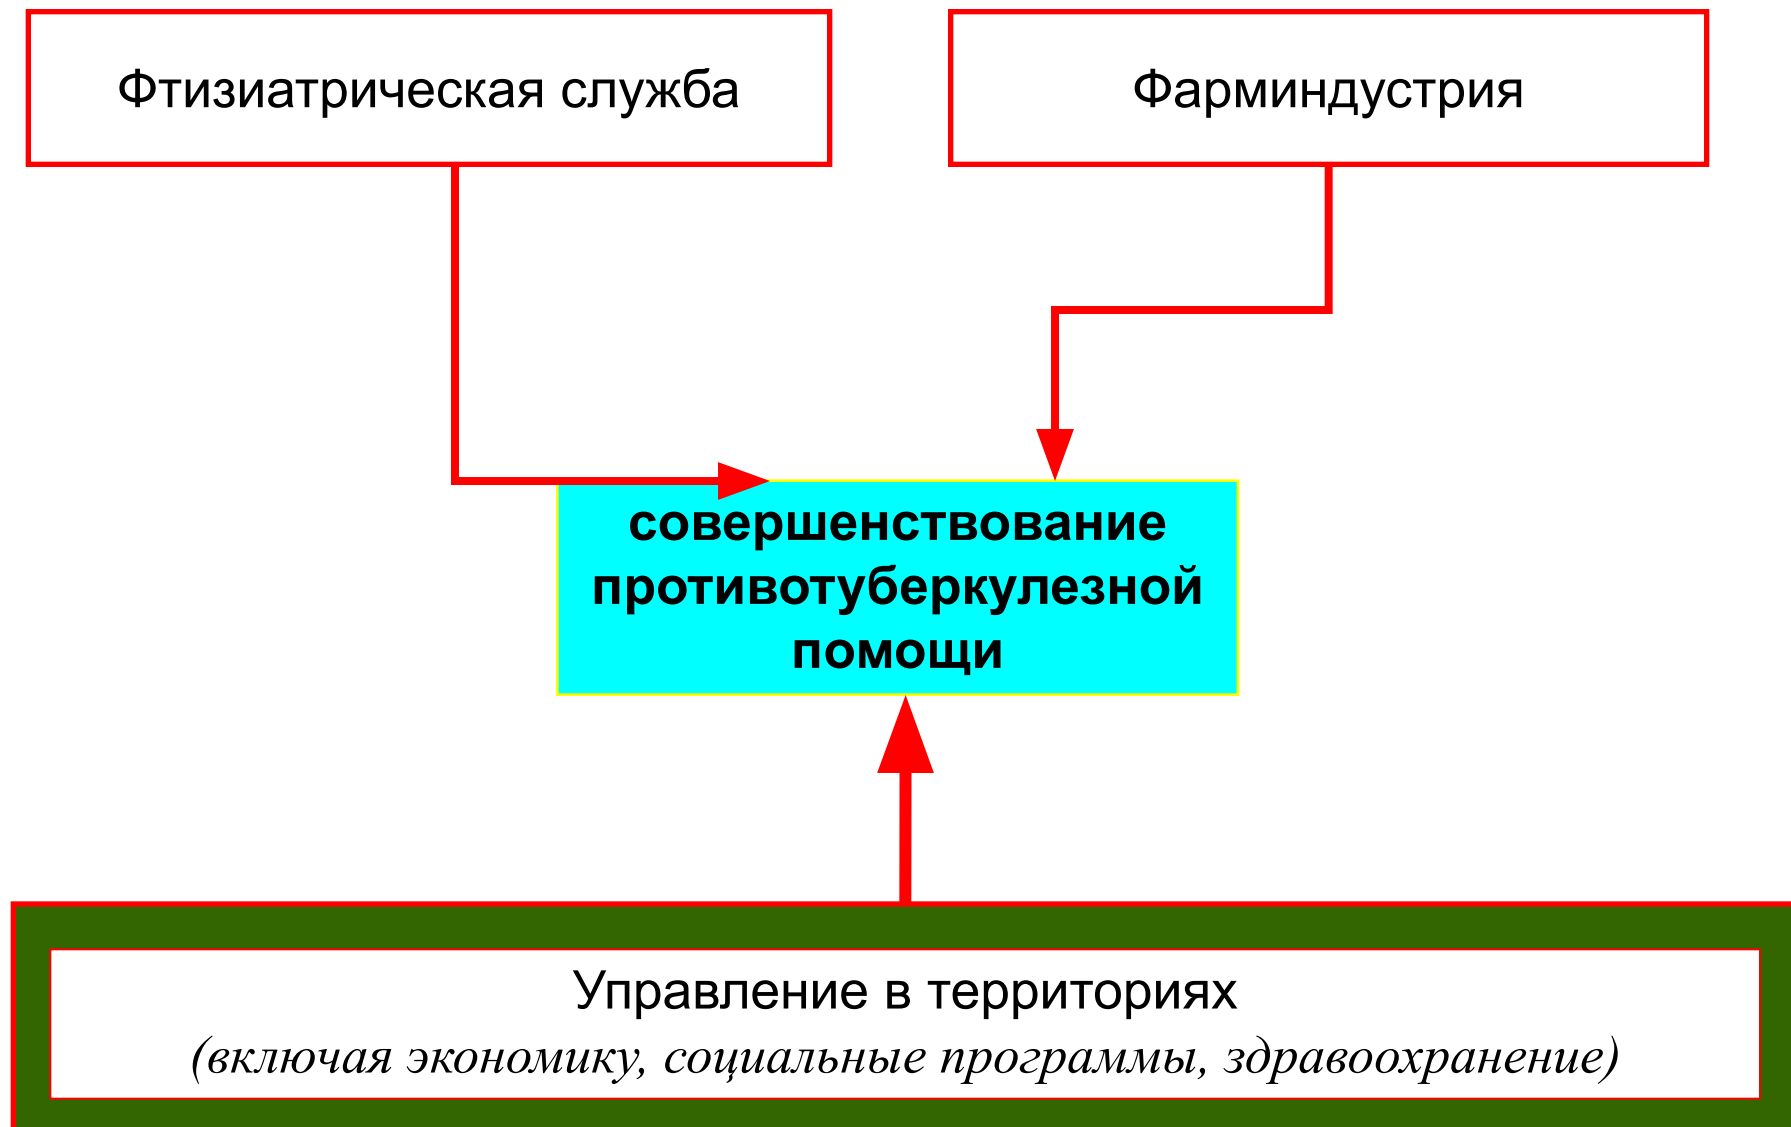 Фтизиатрическая служба
Фарминдустрия
совершенствование
противотуберкулезной
помощи
Управление в территориях
(включая экономику, социальные программы, здравоохранение)